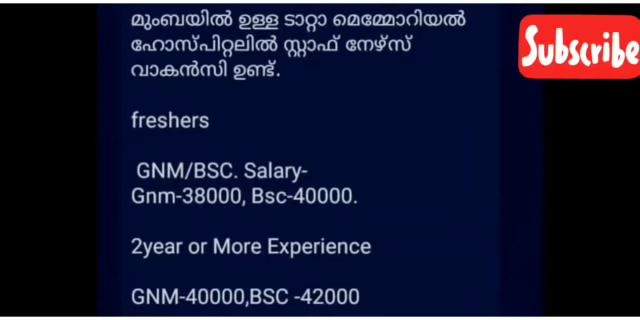 മുംബയിൽ ഉള്ള ടാറ്റാ മെമ്മോറിയൽ
ഹോസ്പിറ്റലിൽ സ്റ്റാഫ് നേഴ്സ്
വാകൻസി ഉണ്ട്.
Subscribe
freshers
GNM/BSC. Salary-
Gnm-38000, Bsc-40000.
2year or More Experience
GNM-40000,BSC -42000